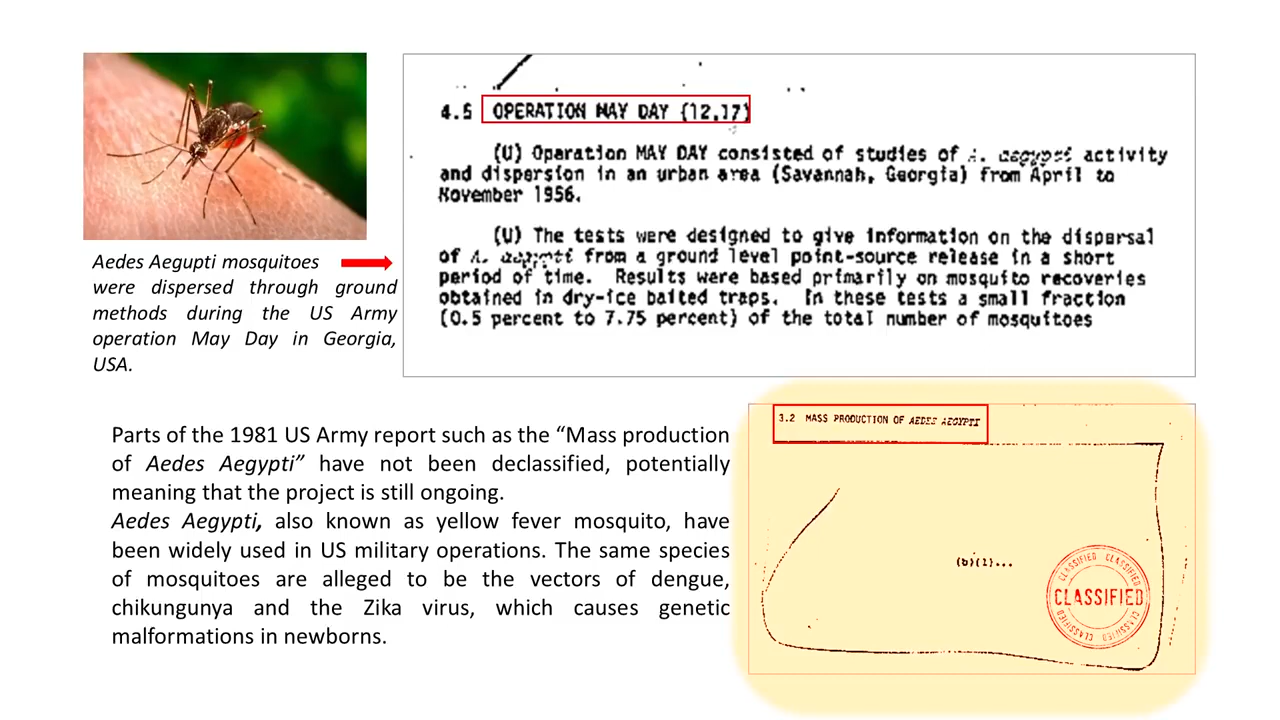 4.5 OPERATION MAY DAY (12,17)
(U) Oparation MAY DAY consisted of studies of A. aegypti activity
and dispersion in an urban area (Savannah, Georgia) from April to
November 1956.
(U) The tests were designed to give information on the dispersal
of A. aegypti from a ground level point-source release in a short
period of time. Results were based primarily on mosquito recoveries
obtained in dry-ice baited traps. In these tests a small fraction
(0.5 percent to 7.75 percent) of the total number of mosquitoes
Aedes Aegupti mosquitoes
were dispersed through ground
methods during the US Army
operation May Day in Georgia,
USA.
Parts of the 1981 US Army report such as the “Mass production
of Aedes Aegypti” have not been declassified, potentially
meaning that the project is still ongoing.
Aedes Aegypti, also known as yellow fever mosquito, have
been widely used in US military operations. The same species
of mosquitoes are alleged to be the vectors of dengue,
chikungunya and the Zika virus, which causes genetic
malformations in newborns.
3.2 MASS PRODUCTION OF AEDES AEGYPTI
(b)(1)...
CLASSIFIED CLASSIFIED
CLASSIFIED
CLASSIFIED CLASSIFIED CLASSIFIED